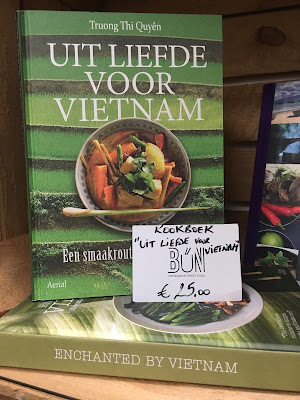 Truong Thi Quyên
UIT LIEFDE
VOOR
VIETNAM
Een smaakrout
Aerial
KOOKBOEK
"UIT LIEFDE VOOR
VIETNAM"
BÚN
€ 25.00
ENCHANTED BY VIETNAM